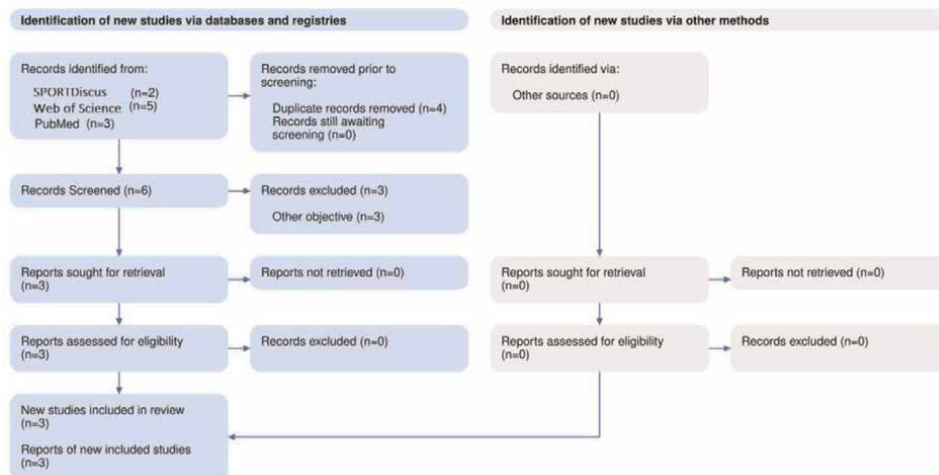 Identification of new studies via databases and registries
Identification of new studies via other methods
Records identified from:
SPORTDiscus (n=2)
Web of Science (n=5)
PubMed (n=3)
Records removed prior to
screening:
Duplicate records removed (n=4)
Records still awaiting
screening (n=0)
Records identified via:
Other sources (n=0)
Records Screened (n=6)
Records excluded (n=3)
Other objective (n=3)
Reports sought for retrieval
(n=3)
Reports not retrieved (n=0)
Reports sought for retrieval
(n=0)
Reports not retrieved (n=0)
Reports assessed for eligibility
(n=3)
Records excluded (n=0)
Reports assessed for eligibility
(n=0)
Records excluded (n=0)
New studies included in review
(n=3)
Reports of new included studies
(n=3)